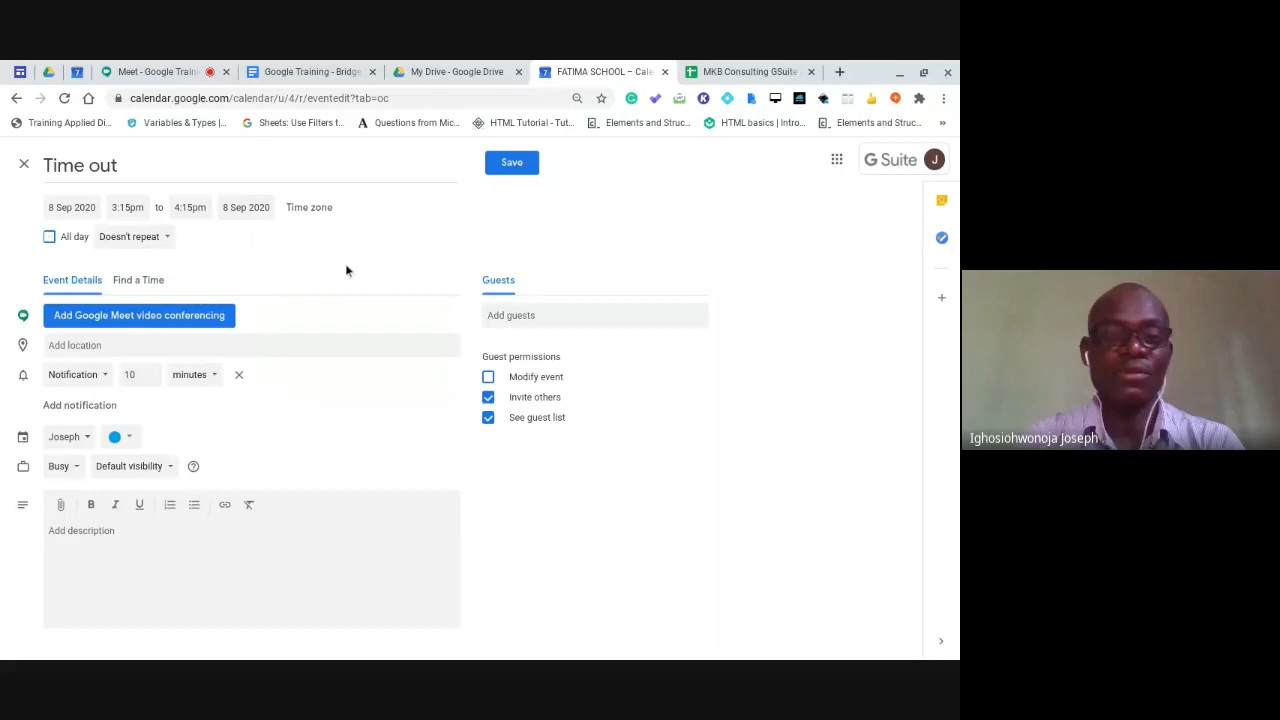 Meet - Google Train
Google Training - Bridge
My Drive - Google Drive
FATIMA SCHOOL – Cale
MKB Consulting GSuite
calendar.google.com/calendar/u/4/r/eventedit?tab=oc
Training Applied Di...
Variables & Types |...
Sheets: Use Filters t...
Questions from Mic...
HTML Tutorial - Tut...
Elements and Struc...
HTML basics | Intro...
Elements and Struc...
Time out
Save
G Suite
J
8 Sep 2020
3:15pm
to
4:15pm
8 Sep 2020
Time zone
All day
Doesn't repeat
Event Details
Find a Time
Guests
Add Google Meet video conferencing
Add guests
Add location
Guest permissions
Notification
10
minutes
Modify event
Invite others
Add notification
See guest list
Joseph
Busy
Default visibility
B
I
U
Add description
Ighosiohwonoja Joseph